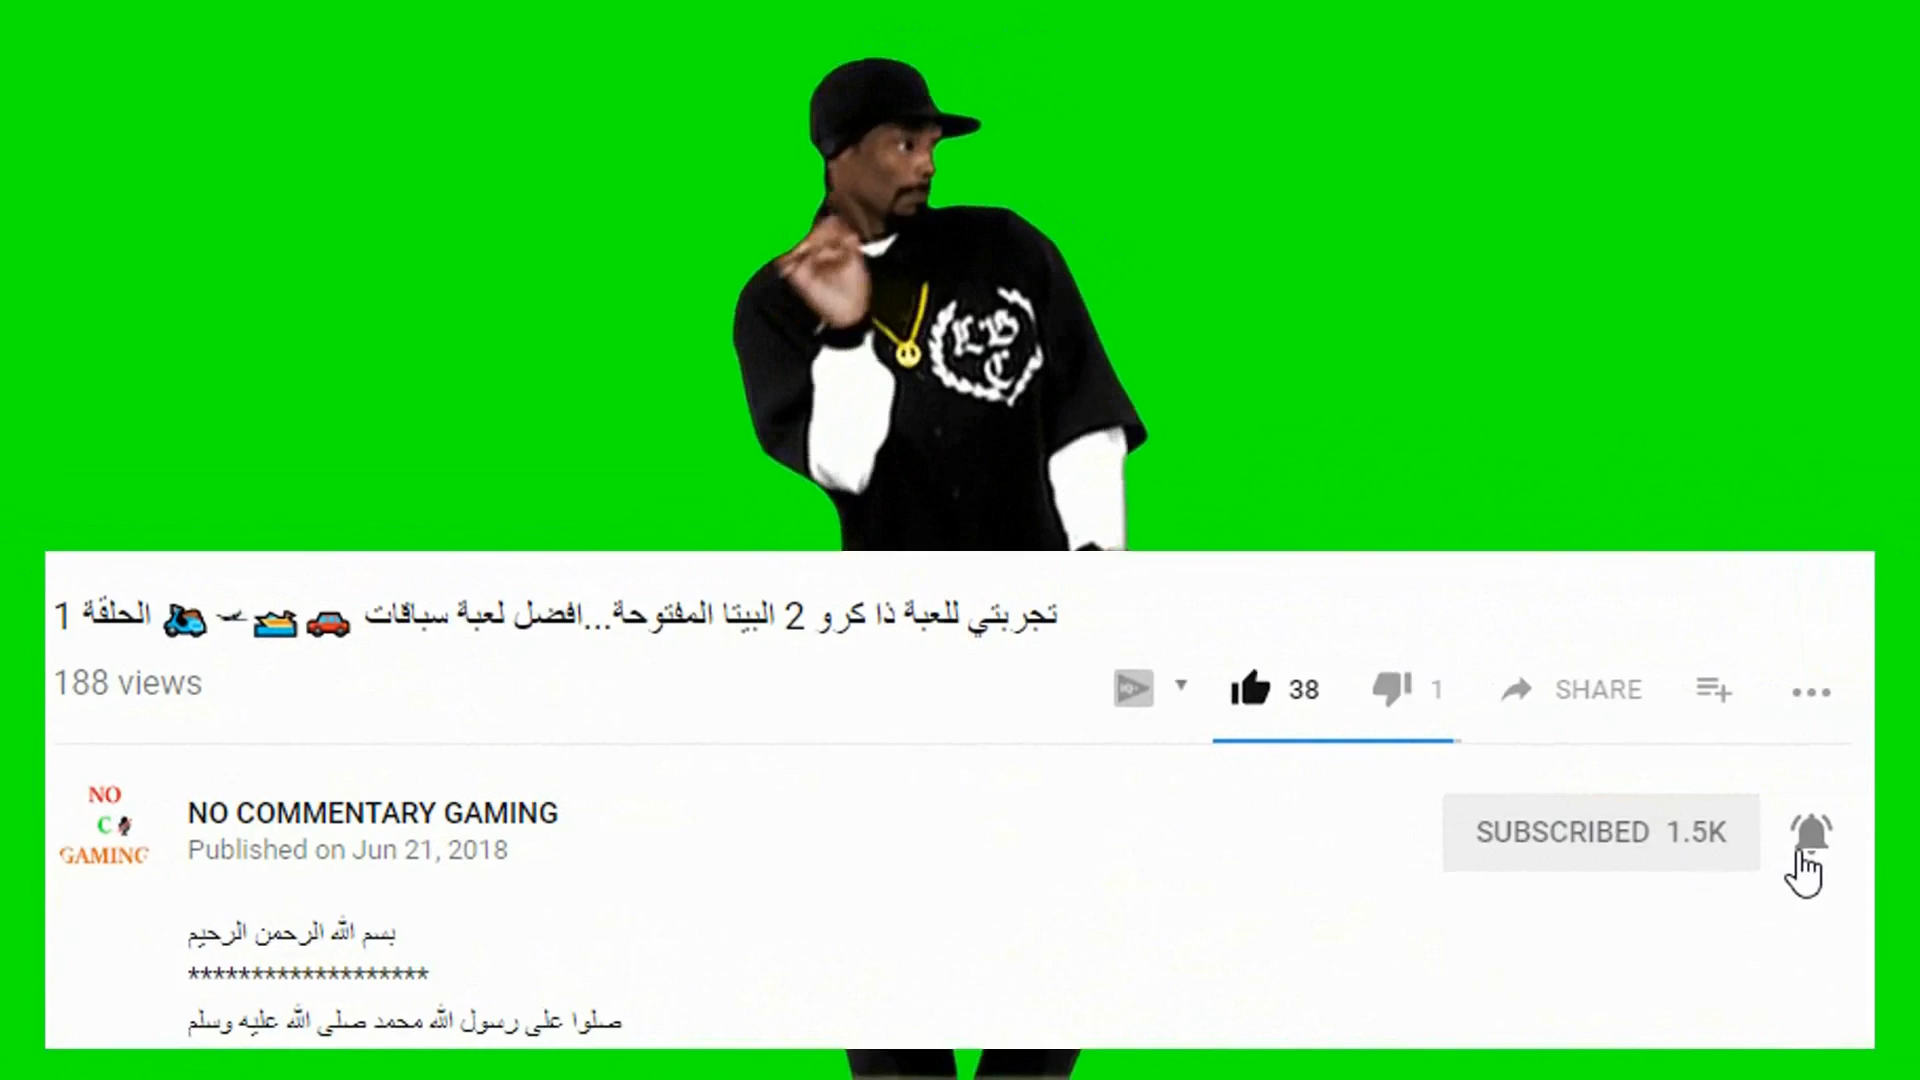 L B
C
تجربتي للعبة ذا كرو 2 البيتا المفتوحة...افضل لعبة سباقات 🚗🚤🛩🛵 الحلقة 1
188 views
38
1
SHARE
NO
C
GAMING
NO COMMENTARY GAMING
Published on Jun 21, 2018
SUBSCRIBED 1.5K
بسم الله الرحمن الرحيم
*******************
صلوا على رسول الله محمد صلى الله عليه وسلم